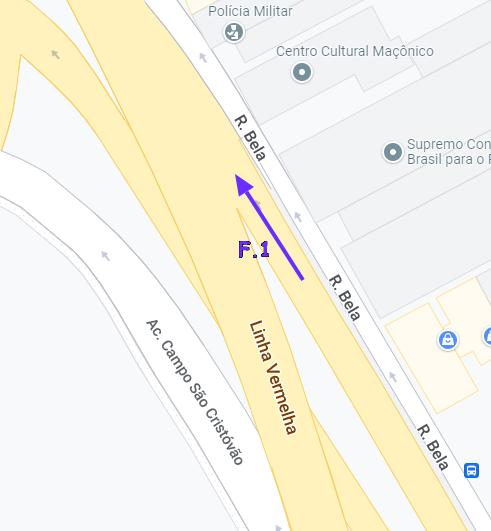 Polícia Militar
Centro Cultural Maçônico
R. Bela
Supremo Con
Brasil para o R
F.1
R. Bela
Linha Vermelha
Ac. Campo São Cristóvão
R. Bela